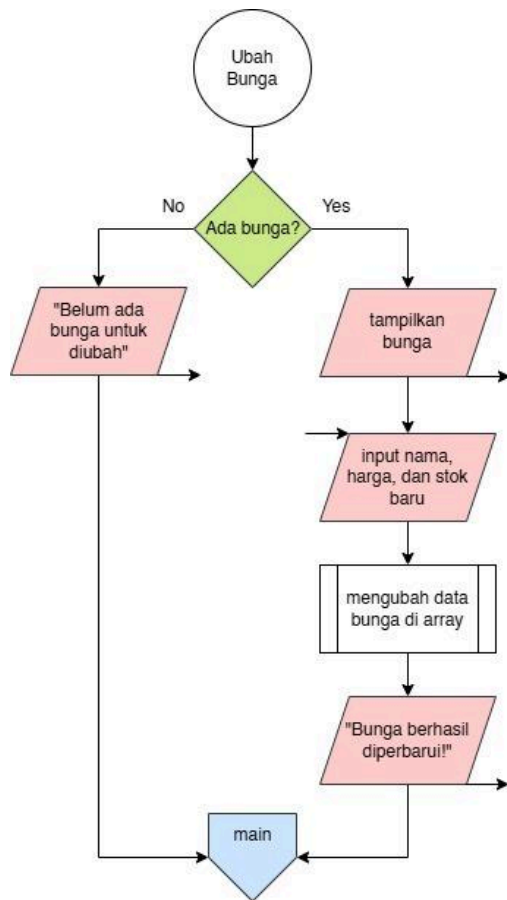 Ubah
Bunga
No
Yes
Ada bunga?
"Belum ada
bunga untuk
diubah"
tampilkan
bunga
input nama,
harga, dan stok
baru
mengubah data
bunga di array
"Bunga berhasil
diperbarui!"
main